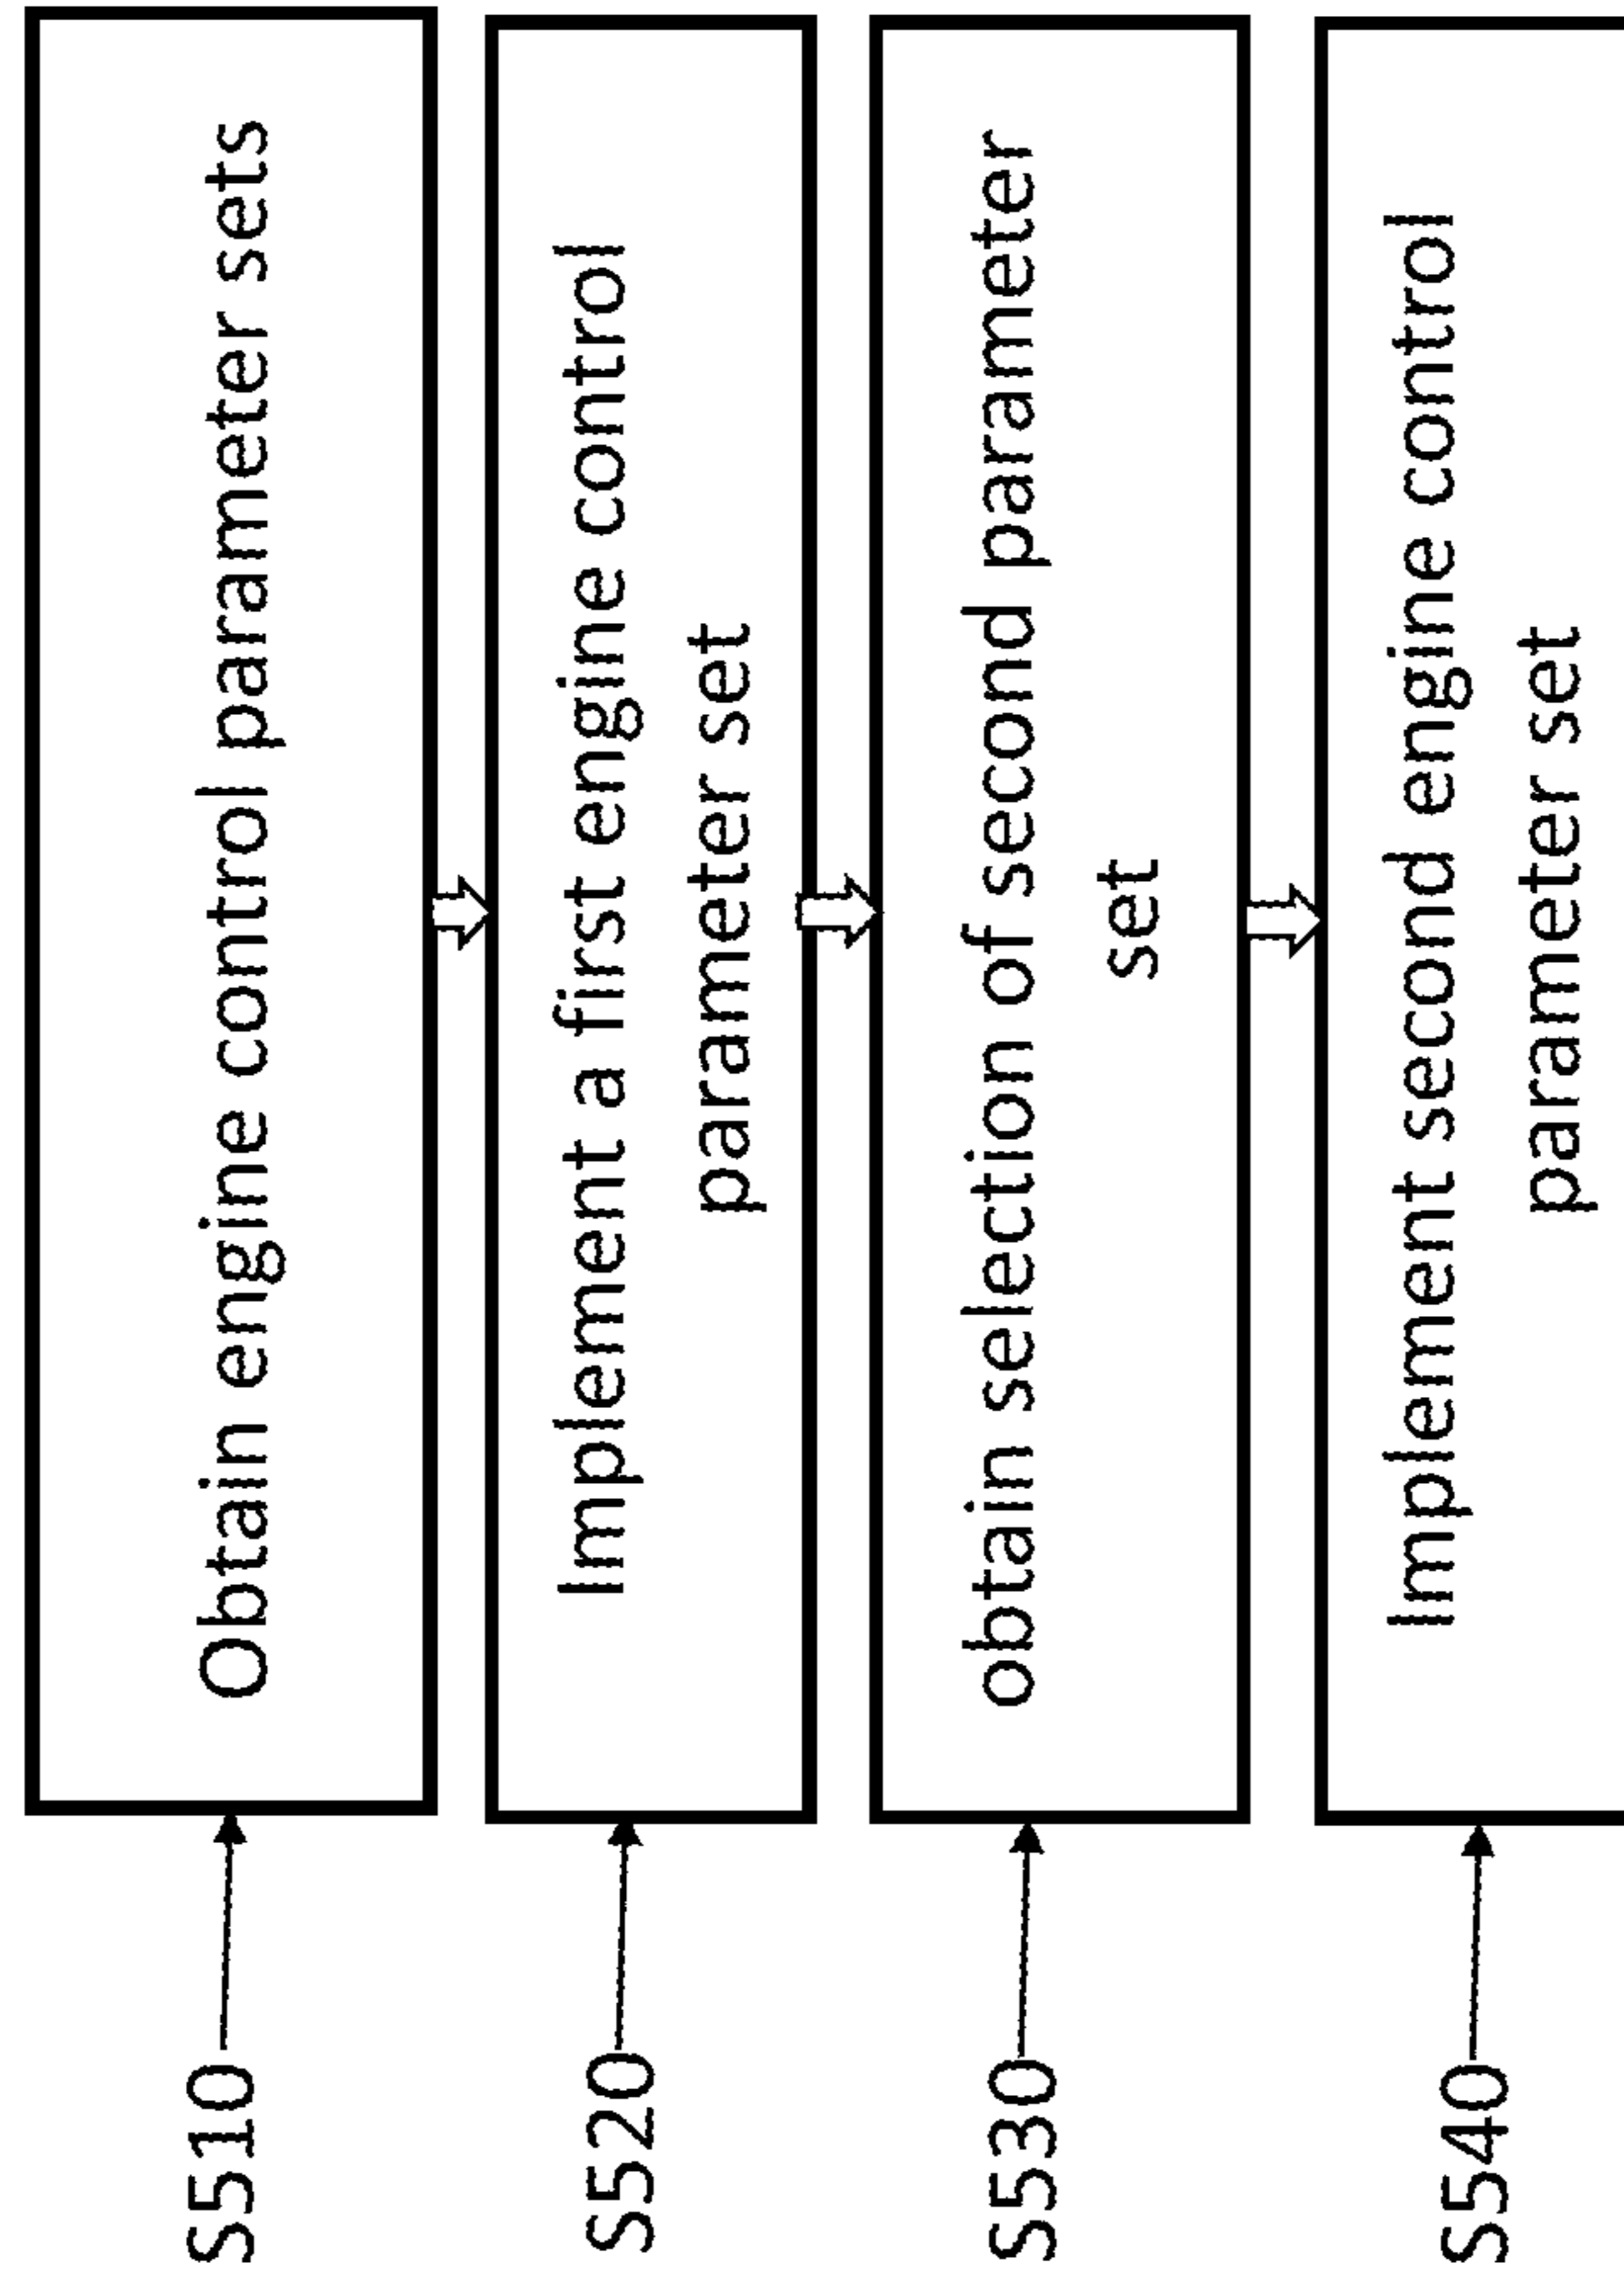 S510
Obtain engine control parameter sets
S520
Implement a first engine control
parameter set
S530
obtain selection of second parameter
set
S540
Implement second engine control
parameter set